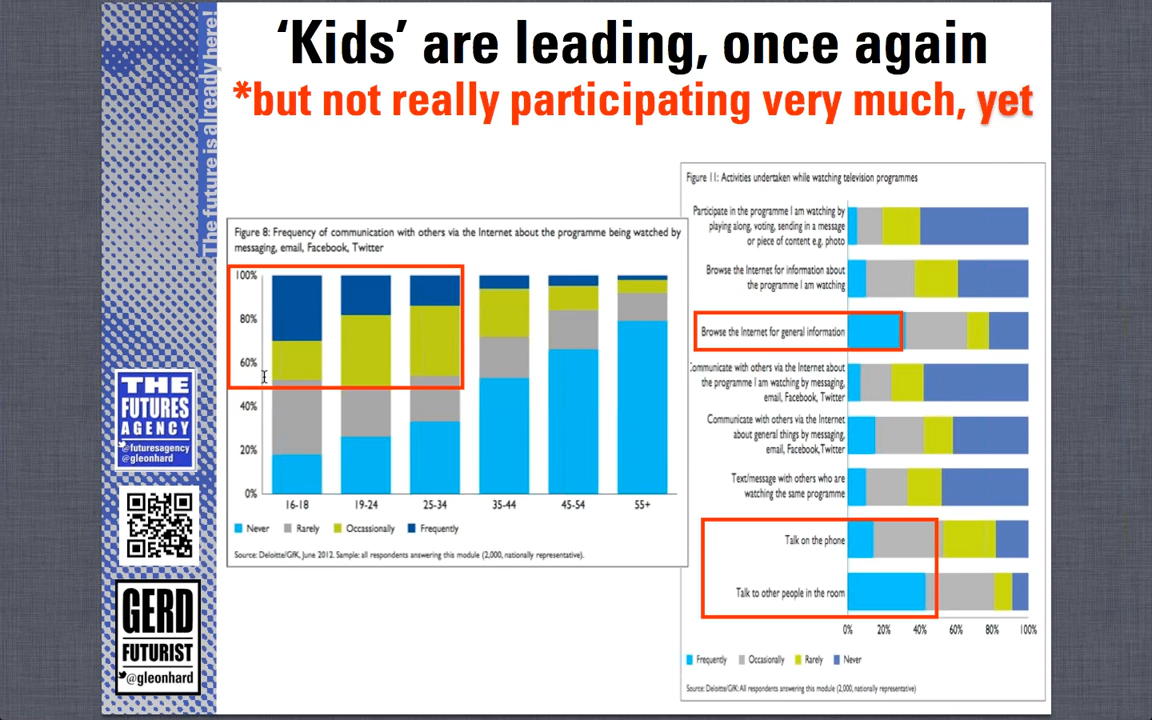 ‘Kids’ are leading, once again
*but not really participating very much, yet
The future is already here!
THE
FUTURES
AGENCY
@futuresagency
@gleonhard
GERD
FUTURIST
@gleonhard
Figure 8: Frequency of communication with others via the Internet about the programme being watched by
messaging, email, Facebook, Twitter
100%
80%
60%
40%
20%
0%
16-18 19-24 25-34 35-44 45-54 55+
Never Rarely Occassionally Frequently
Source: Deloitte/GfK, June 2012. Sample: all respondents answering this module (2,000, nationally representative).
Figure 11: Activities undertaken while watching television programmes
Participate in the programme I am watching by
playing along, voting, sending in a message
or piece of content e.g. photo
Browse the Internet for information about
the programme I am watching
Browse the Internet for general information
ommunicate with others via the Internet about
the programme I am watching by messaging,
email, Facebook, Twitter
Communicate with others via the Internet
about general things by messaging,
email, Facebook,Twitter
Text/message with others who are
watching the same programme
Talk on the phone
Talk to other people in the room
0% 20% 40% 60% 80% 100%
Frequently Occasionally Rarely Never
Source: Deloitte/GfK: All respondents answering this module (2,000, nationally representative)